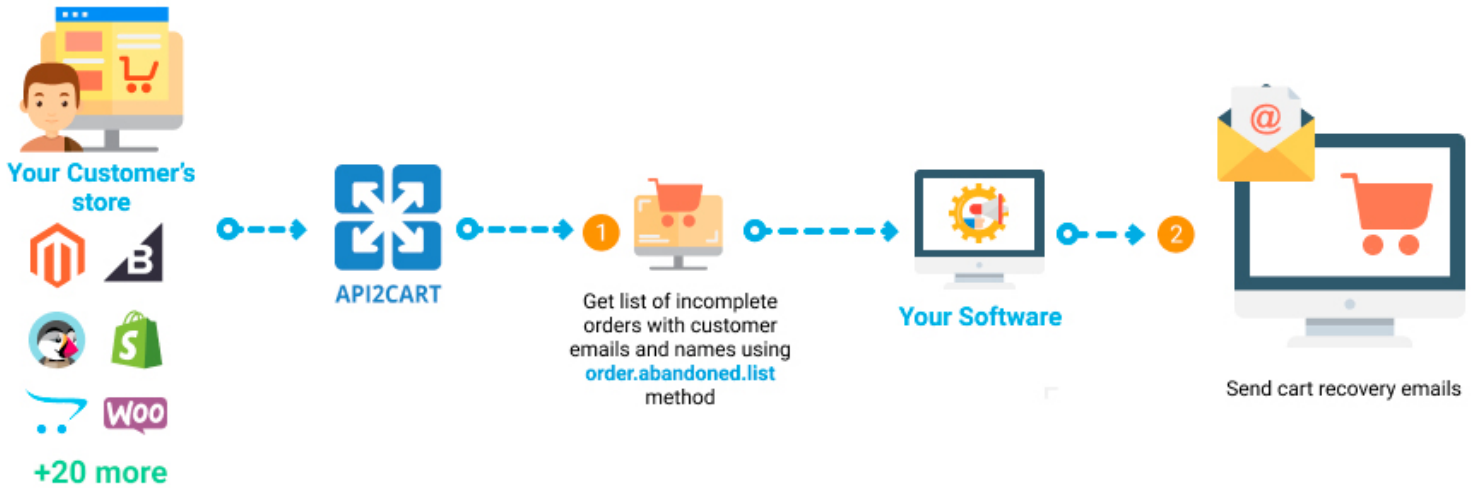 Your Customer's
store
B
S
WOO
+20 more
API2CART
1
Get list of incomplete
orders with customer
emails and names using
order.abandoned.list
method
Your Software
2
@
Send cart recovery emails